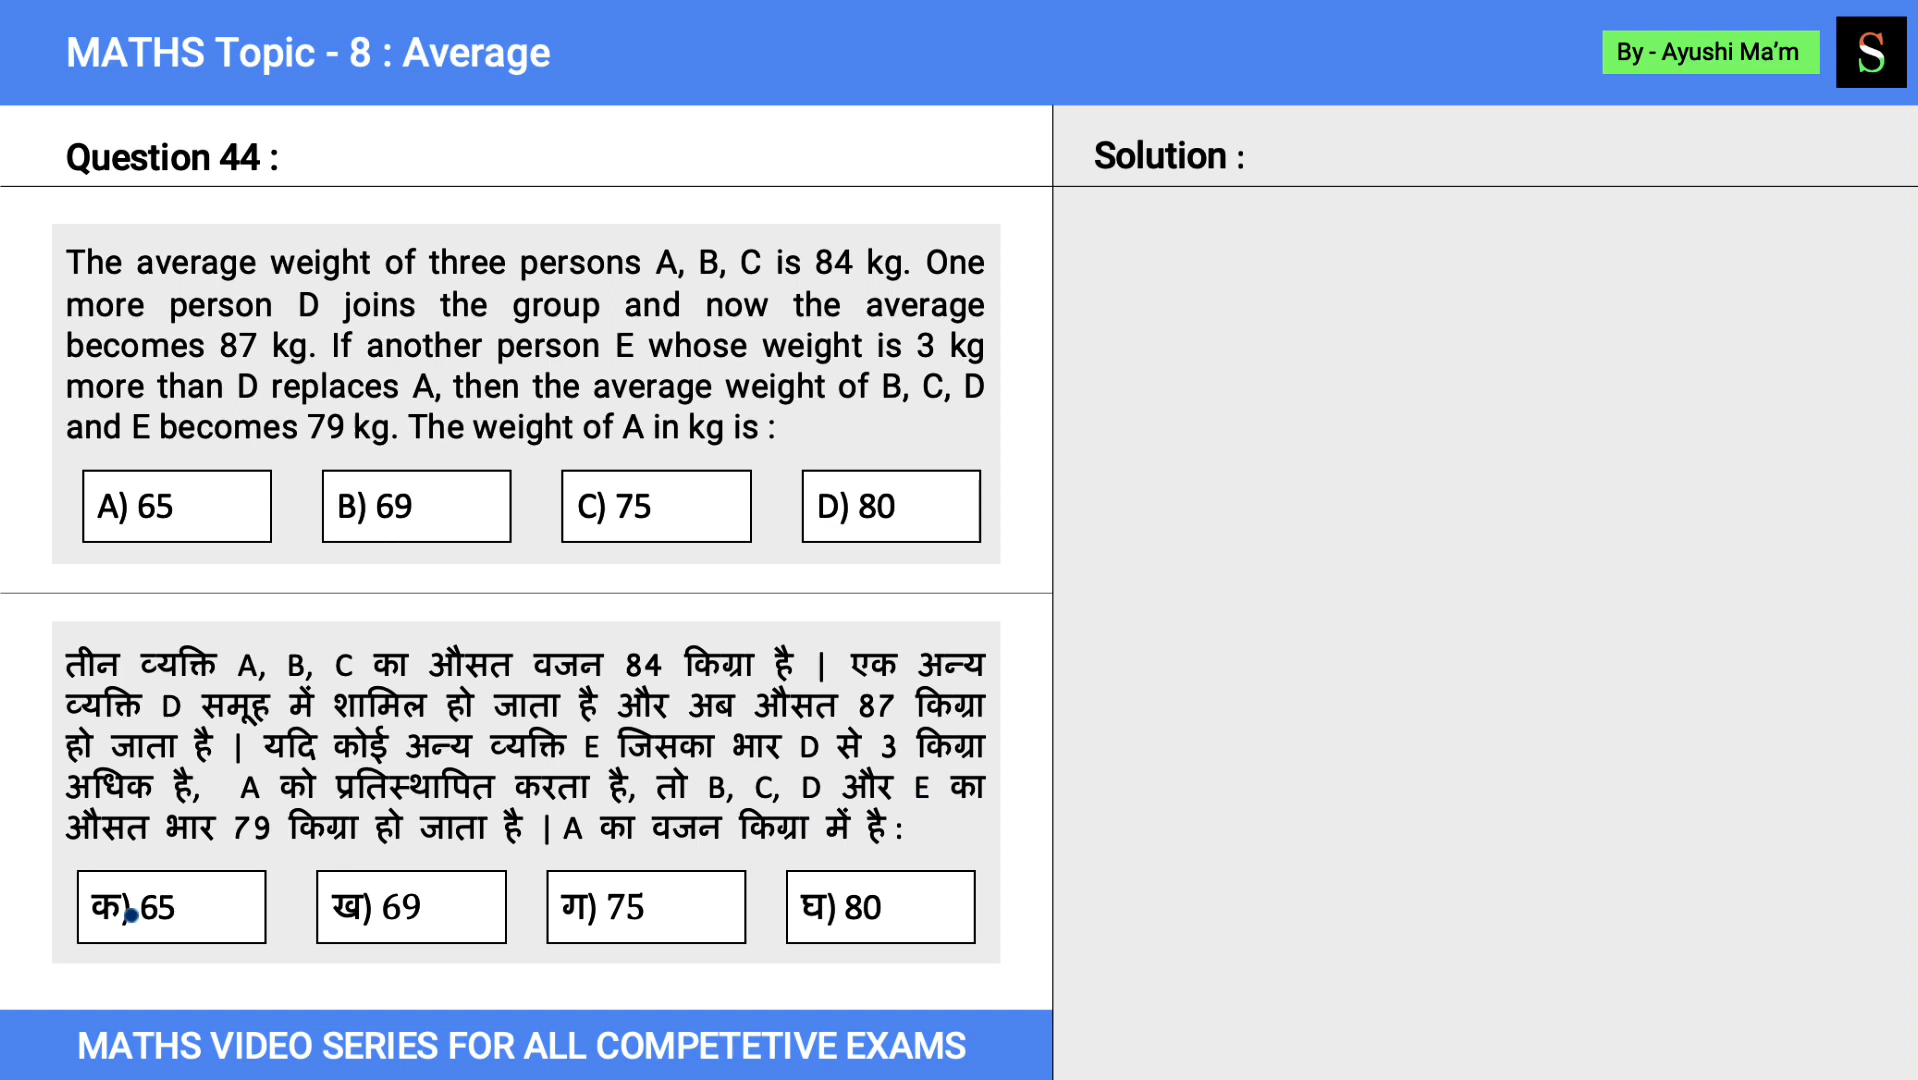 MATHS Topic - 8 : Average
By - Ayushi Ma’m
S
Question 44 :
The average weight of three persons A, B, C is 84 kg. One
more person D joins the group and now the average
becomes 87 kg. If another person E whose weight is 3 kg
more than D replaces A, then the average weight of B, C, D
and E becomes 79 kg. The weight of A in kg is :
A) 65
B) 69
C) 75
D) 80
तीन व्यक्ति A, B, C का औसत वजन 84 किग्रा है | एक अन्य
व्यक्ति D समूह में शामिल हो जाता है और अब औसत 87 किग्रा
हो जाता है | यदि कोई अन्य व्यक्ति E जिसका भार D से 3 किग्रा
अधिक है, A को प्रतिस्थापित करता है, तो B, C, D और E का
औसत भार 79 किग्रा हो जाता है | A का वजन किग्रा में है :
क) 65
ख) 69
ग) 75
घ) 80
Solution :
MATHS VIDEO SERIES FOR ALL COMPETETIVE EXAMS